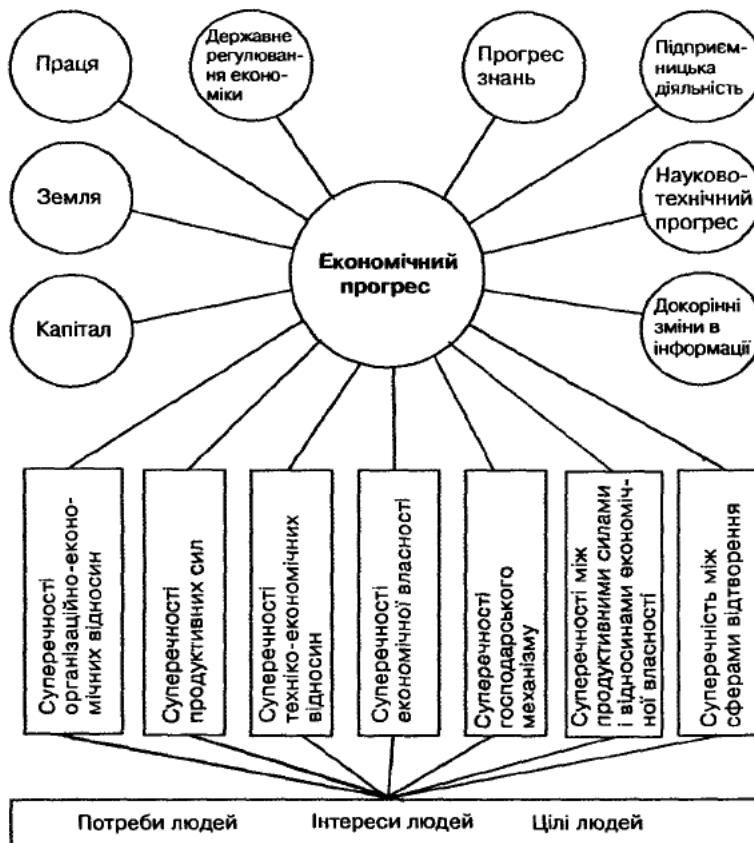 Праця
Державне
регулюван-
ня еконо-
міки
Прогрес
знань
Підприєм-
ницька
діяльність
Земля
Економічний
прогрес
Науково-
технічний
прогрес
Капітал
Докорінні
зміни в
інформації
Суперечності
організаційно-еконо-
мічних відносин
Суперечності
продуктивних сил
Суперечності
техніко-економічних
відносин
Суперечності
економічної власності
Суперечності
господарського
механізму
Суперечності між
продуктивними силами
і відносинами економіч-
ної власності
Суперечність між
сферами відтворення
Потреби людей Інтереси людей Цілі людей